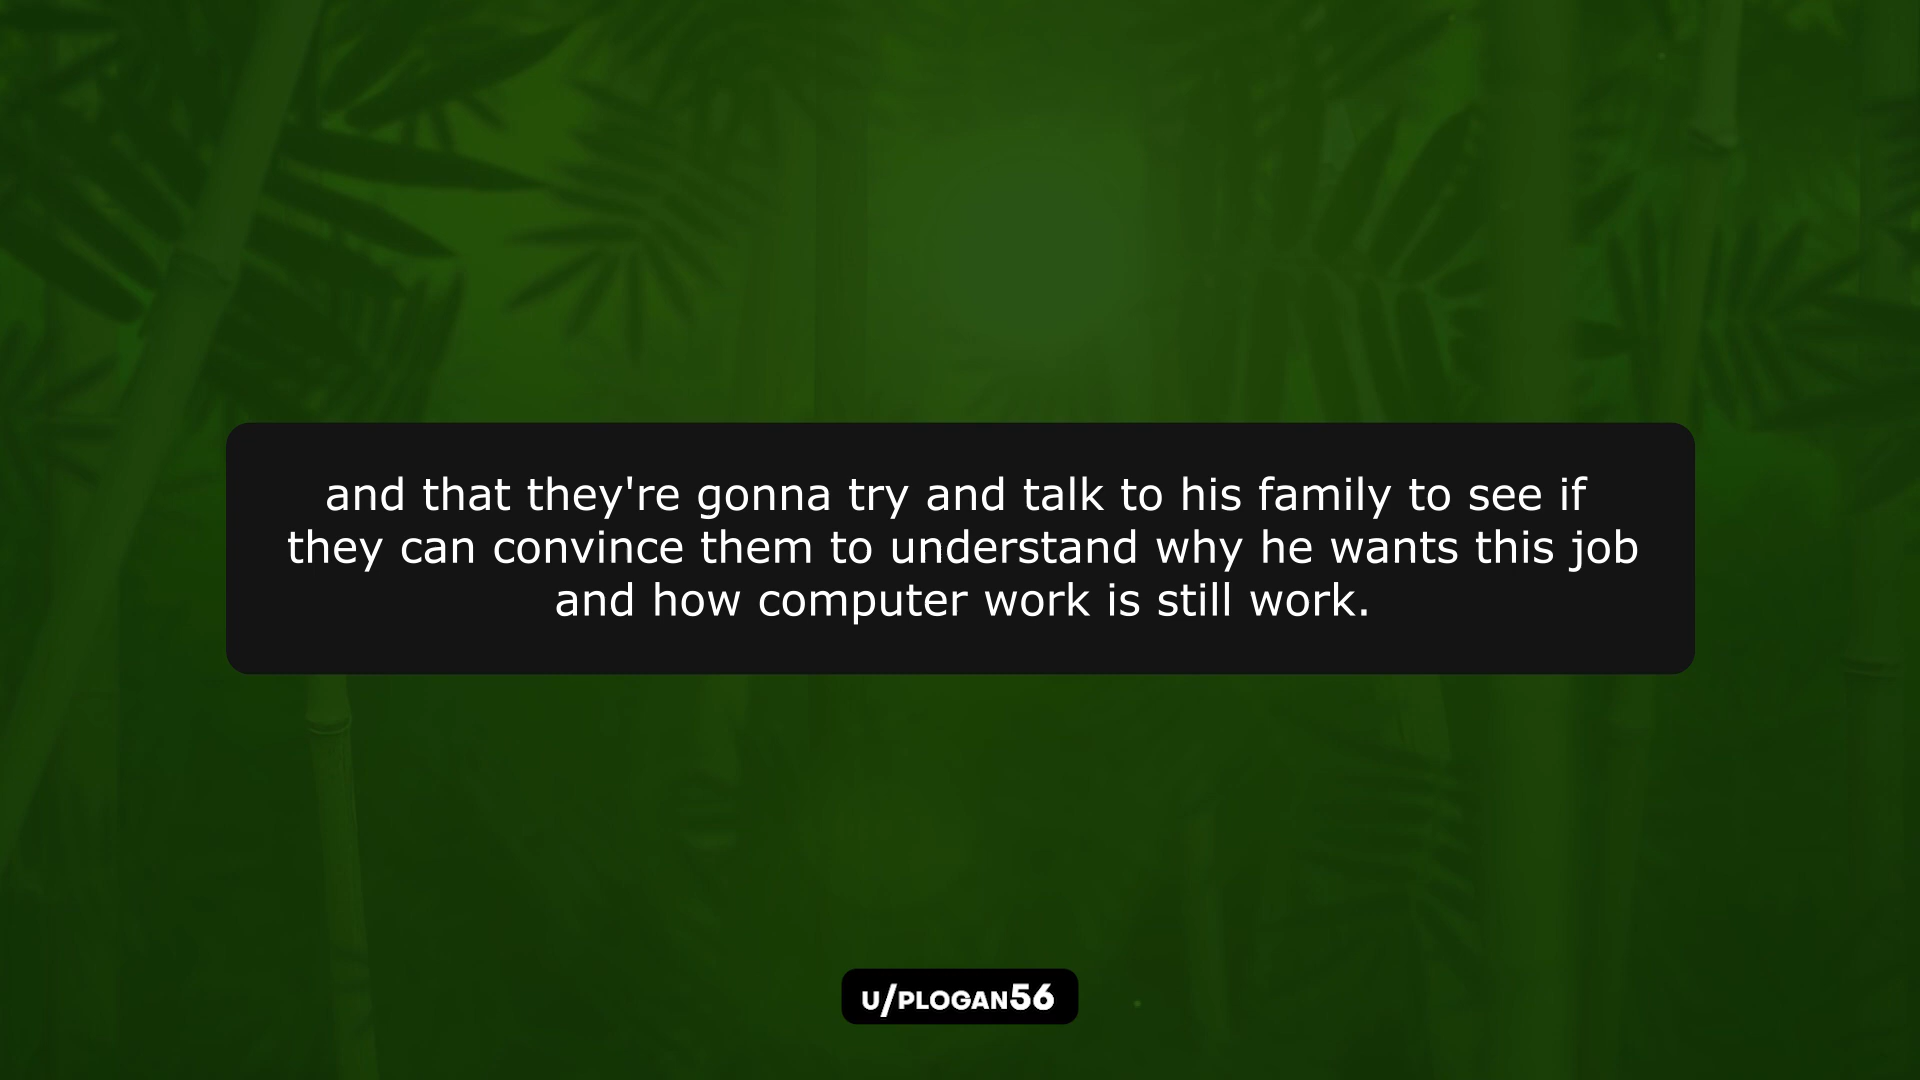 and that they're gonna try and talk to his family to see if
they can convince them to understand why he wants this job
and how computer work is still work.
U/PLOGAN56